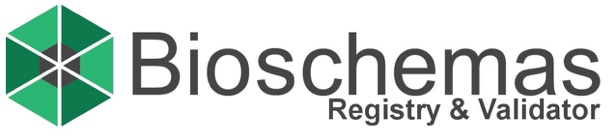 Bioschemas
Registry & Validator